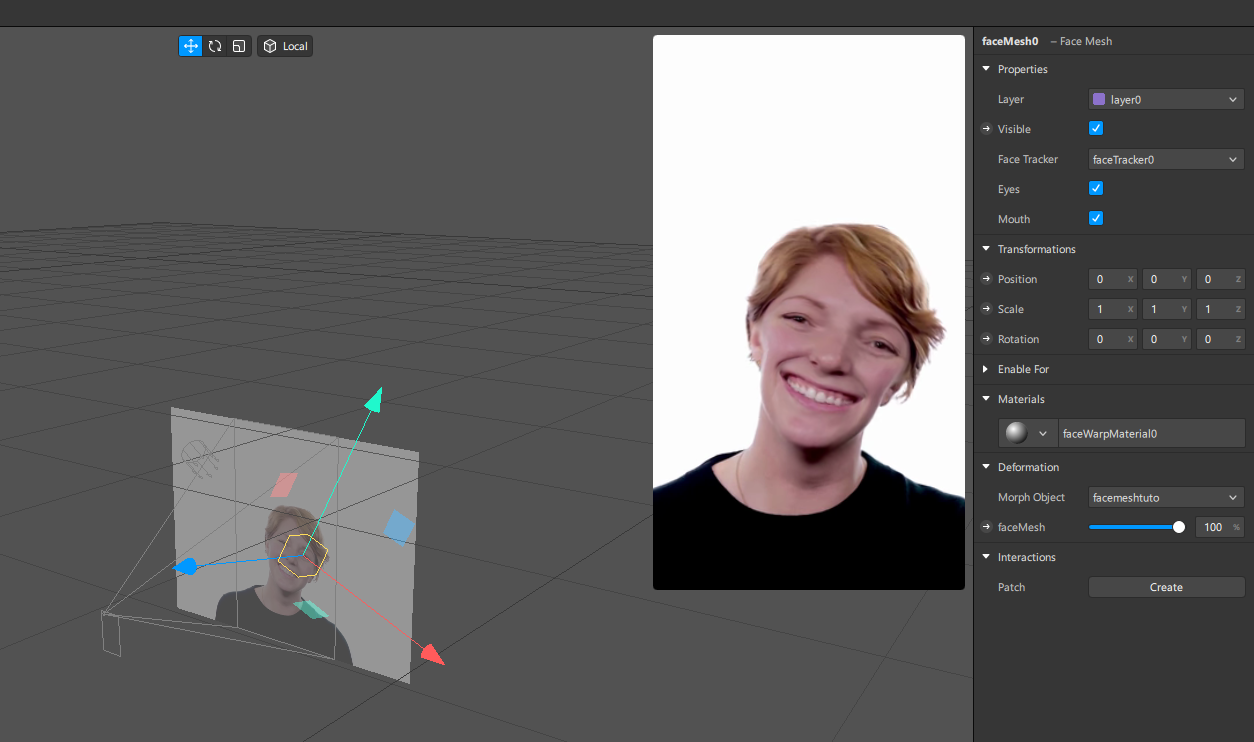 Local
faceMesh0 – Face Mesh
Properties
Layer layer0
Visible
Face Tracker faceTracker0
Eyes
Mouth
Transformations
Position 0 X 0 Y 0 Z
Scale 1 X 1 Y 1 Z
Rotation 0 X 0 Y 0 Z
Enable For
Materials
faceWarpMaterial0
Deformation
Morph Object facemeshtuto
faceMesh 100 %
Interactions
Patch Create